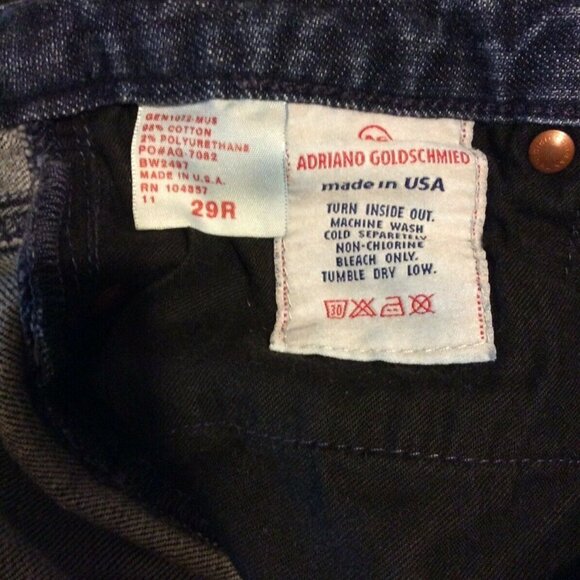 GEN1072-MUS
98% COTTON
2% POLYURETHANE
PO#AG-7082
BW2497
MADE IN U.S.A.
RN 104857
11
29R
ADRIANO GOLDSCHMIED
made in USA
TURN INSIDE OUT.
MACHINE WASH
COLD SEPARETELY
NON-CHLORINE
BLEACH ONLY.
TUMBLE DRY LOW.
30